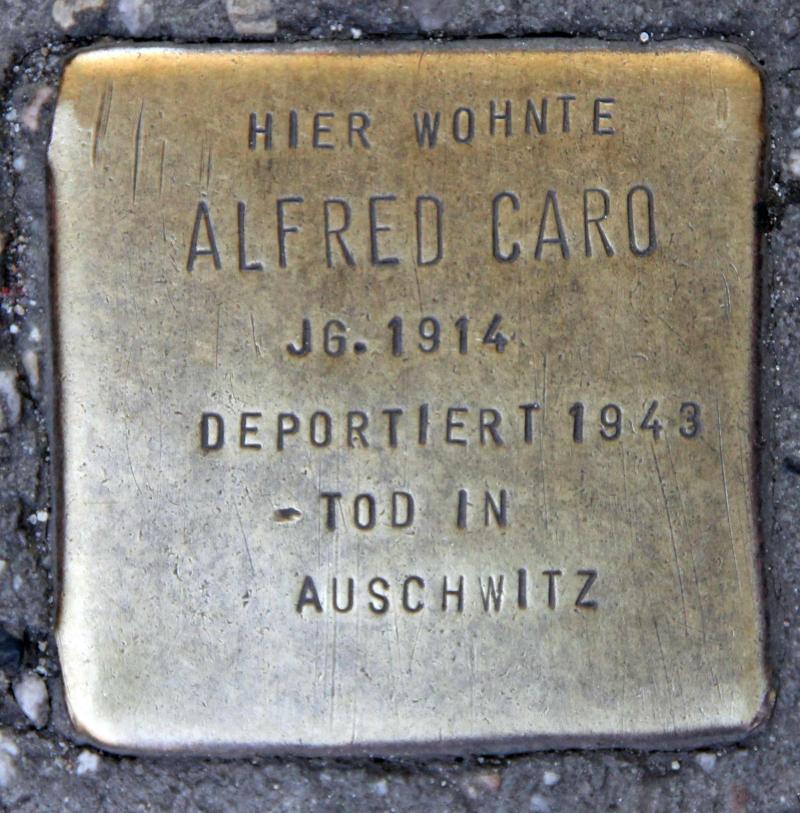 HIER WOHNTE
ALFRED CARO
JG. 1914
DEPORTIERT 1943
TOD IN
AUSCHWITZ